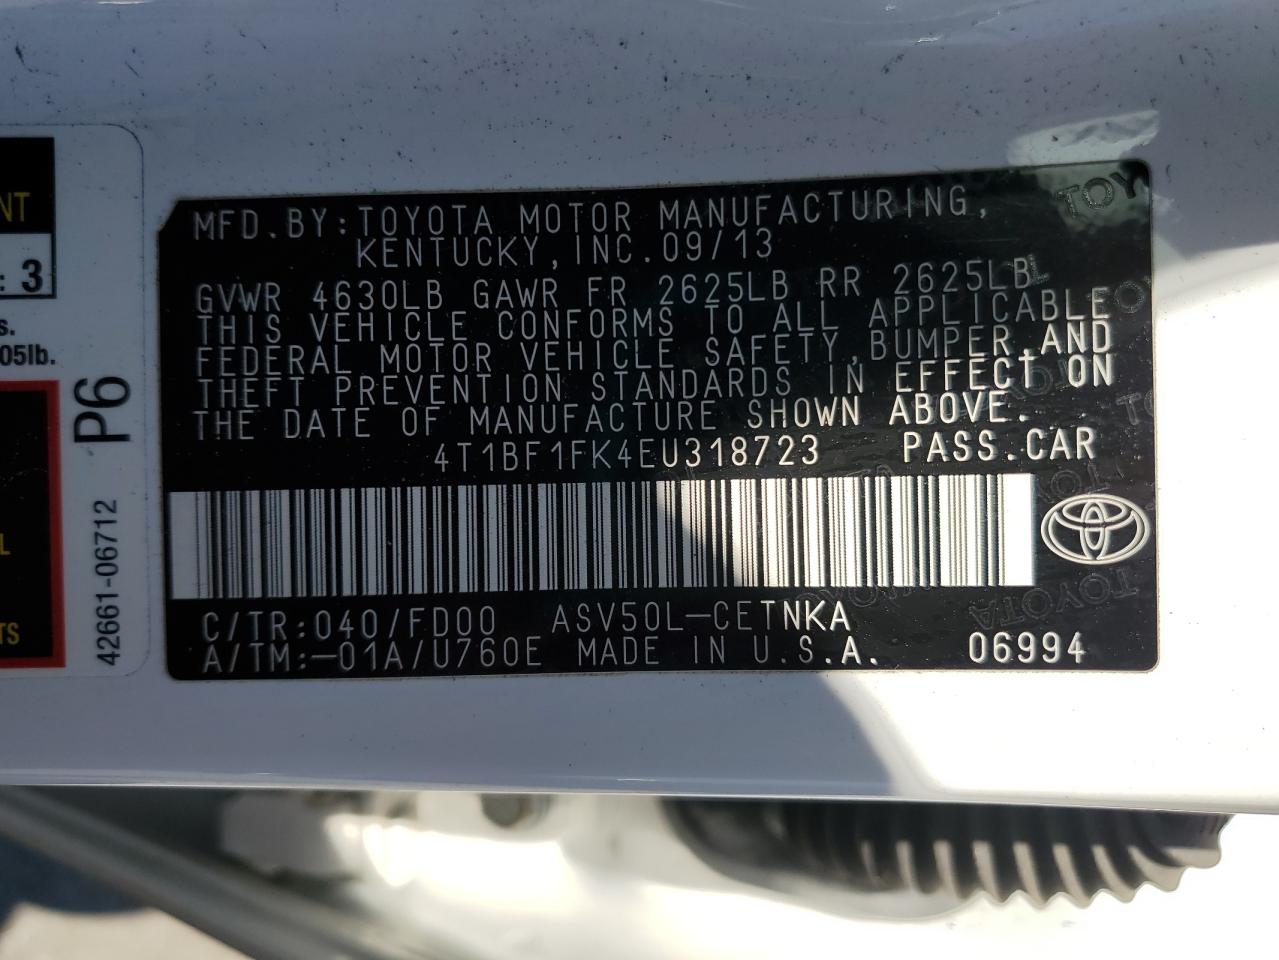 NT
: 3
s.
05lb.
P6
42661-06712
L
TS
MFD.BY:TOYOTA MOTOR MANUFACTURING,
KENTUCKY,INC.09/13
GVWR 4630LB GAWR FR 2625LB RR 2625LB
THIS VEHICLE CONFORMS TO ALL APPLICABLE
FEDERAL MOTOR VEHICLE SAFETY,BUMPER,AND
THEFT PREVENTION STANDARDS IN EFFECT ON
THE DATE OF MANUFACTURE SHOWN ABOVE.
4T1BF1FK4EU318723 PASS.CAR
C/TR:040/FD00 ASV50L-CETNKA
A/TM:-01A/U760E MADE IN U.S.A. 06994